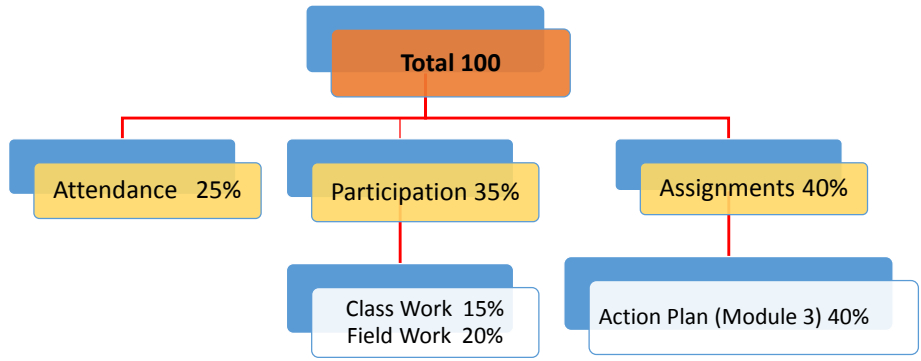 Total 100
Attendance 25%
Participation 35%
Assignments 40%
Class Work 15%
Field Work 20%
Action Plan (Module 3) 40%